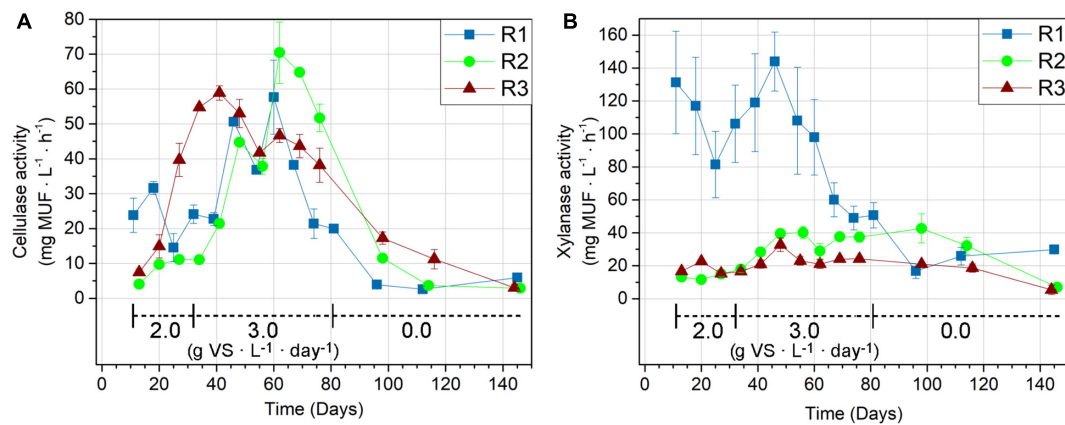 A
Cellulase activity
(mg MUF · L⁻¹ · h⁻¹)
80
70
60
50
40
30
20
10
0
R1
R2
R3
2.0 3.0 0.0
(g VS · L⁻¹ · day⁻¹)
0 20 40 60 80 100 120 140
Time (Days)
B
Xylanase activity
(mg MUF · L⁻¹ · h⁻¹)
160
140
120
100
80
60
40
20
0
R1
R2
R3
2.0 3.0 0.0
(g VS · L⁻¹ · day⁻¹)
0 20 40 60 80 100 120 140
Time (Days)